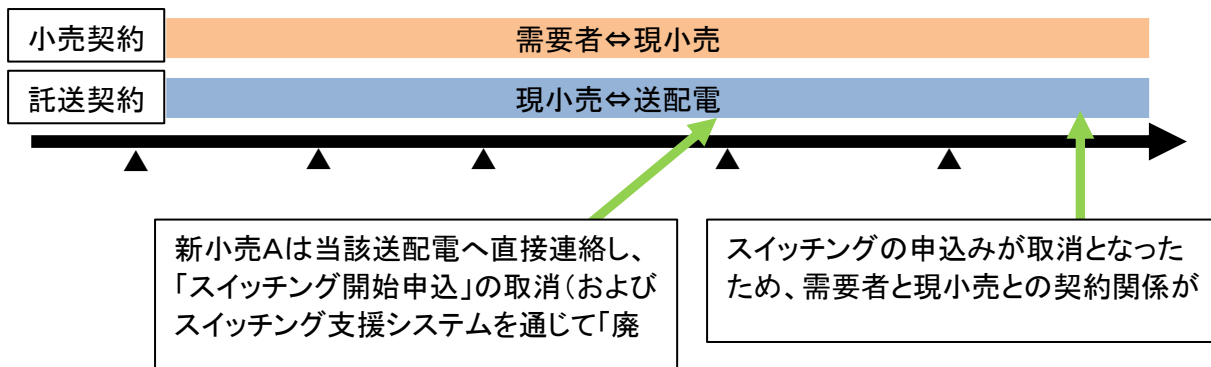 小売契約
需要者⇔現小売
託送契約
現小売⇔送配電
新小売Aは当該送配電へ直接連絡し、
「スイッチング開始申込」の取消(および
スイッチング支援システムを通じて「廃
スイッチングの申込みが取消となった
ため、需要者と現小売との契約関係が